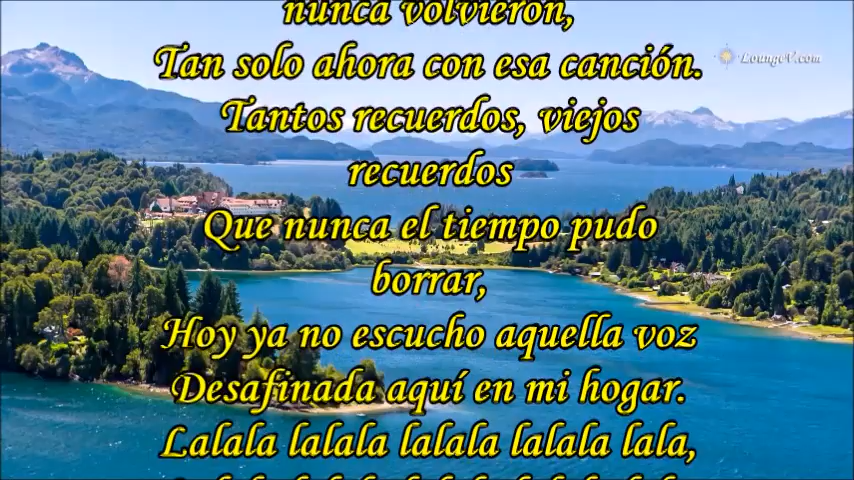 nunca volvieron,
Tan solo ahora con esa canción.
LoungeV.com
Tantos recuerdos, viejos
recuerdos
Que nunca el tiempo pudo
borrar,
Hoy ya no escucho aquella voz
Desafinada aquí en mi hogar.
Lalala lalala lalala lalala lala,